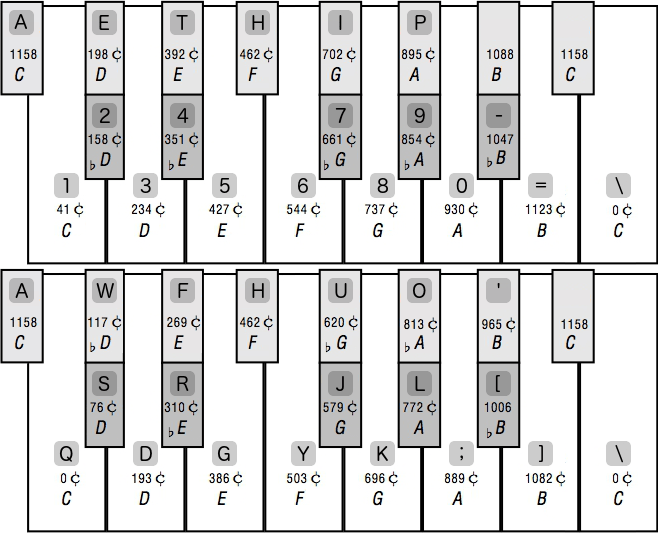 A E T H I P
1158 198 ¢ 392 ¢ 462 ¢ 702 ¢ 895 ¢ 1088 1158
C D E F G A B C
2 4 7 9 -
158 ¢ 351 ¢ 661 ¢ 854 ¢ 1047
♭D ♭E ♭G ♭A ♭B
1 3 5 6 8 0 = \
41 ¢ 234 ¢ 427 ¢ 544 ¢ 737 ¢ 930 ¢ 1123 ¢ 0 ¢
C D E F G A B C
A W F H U O '
1158 117 ¢ 269 ¢ 462 ¢ 620 ¢ 813 ¢ 965 ¢ 1158
C ♭D E F ♭G ♭A B C
S R J L [
76 ¢ 310 ¢ 579 ¢ 772 ¢ 1006
D ♭E G A ♭B
Q D G Y K ; ] \
0 ¢ 193 ¢ 386 ¢ 503 ¢ 696 ¢ 889 ¢ 1082 ¢ 0 ¢
C D E F G A B C